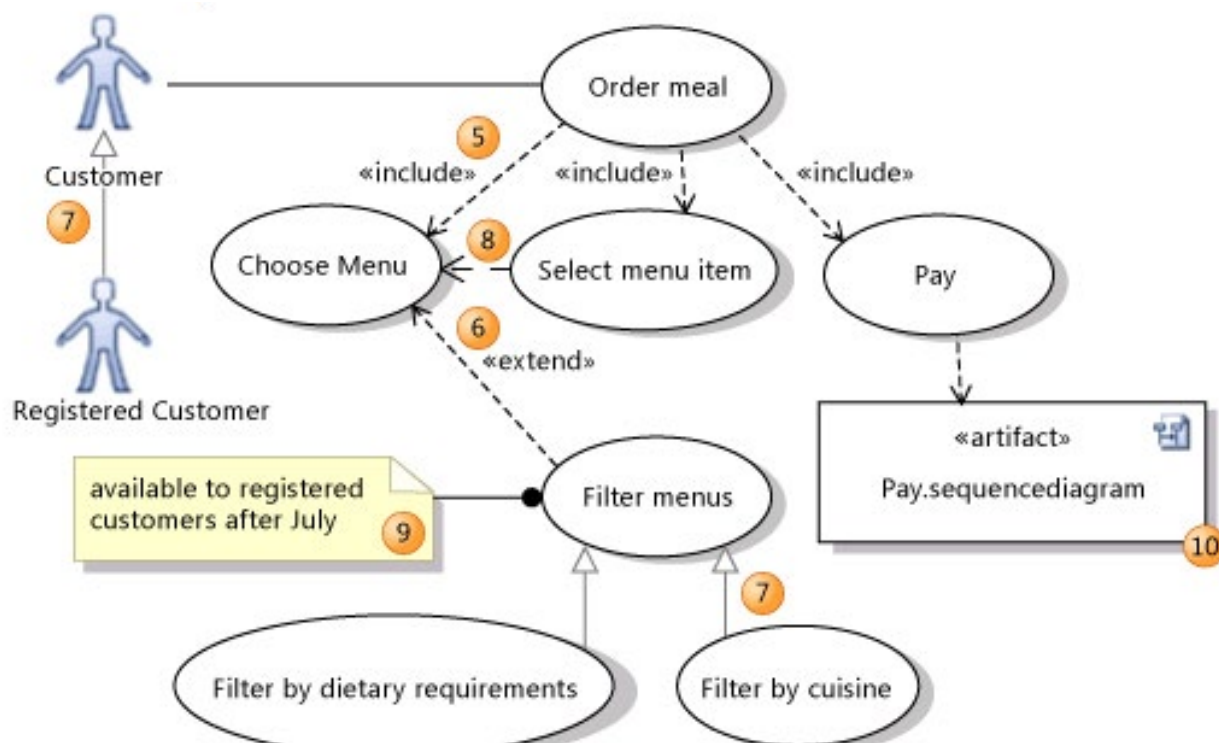 Order meal
5
«include»
«include»
«include»
Customer
7
8
Choose Menu
Select menu item
Pay
6
«extend»
Registered Customer
«artifact»
Pay.sequencediagram
10
available to registered
customers after July
9
Filter menus
7
Filter by dietary requirements
Filter by cuisine